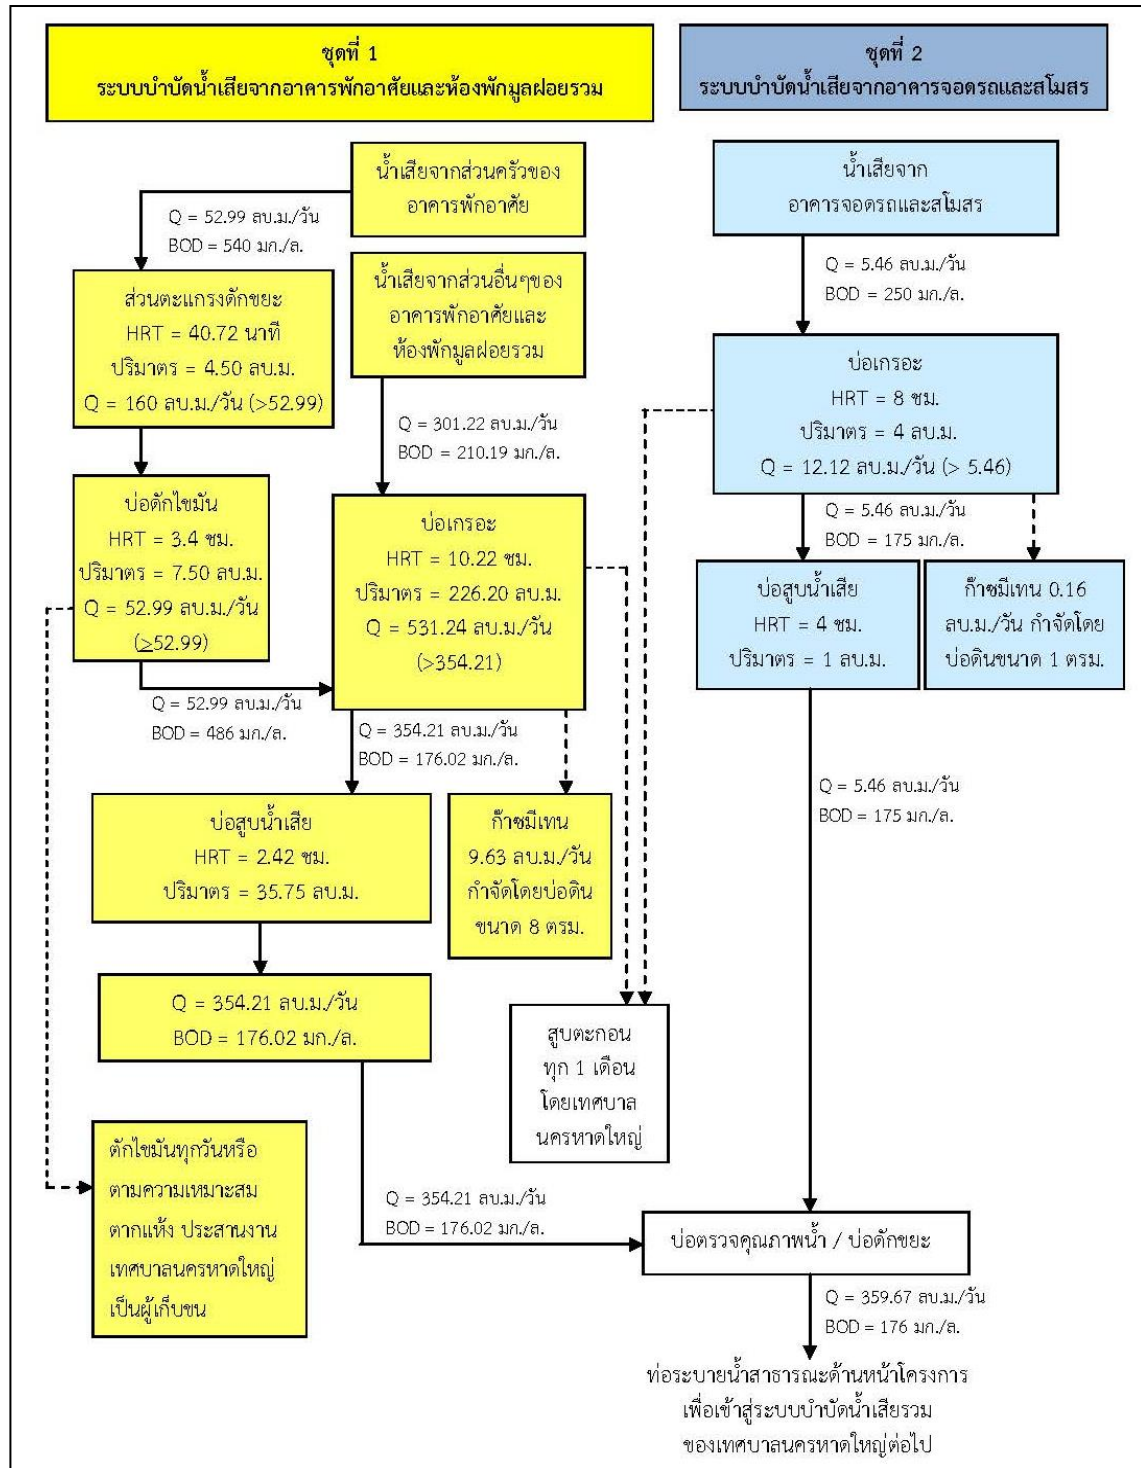 ชุดที่ 1
ระบบบำบัดน้ำเสียจากอาคารพักอาศัยและห้องพักมูลฝอยรวม
ชุดที่ 2
ระบบบำบัดน้ำเสียจากอาคารจอดรถและสโมสร
น้ำเสียจากส่วนครัวของ
อาคารพักอาศัย
Q = 52.99 ลบ.ม./วัน
BOD = 540 มก./ล.
ส่วนตะแกรงดักขยะ
HRT = 40.72 นาที
ปริมาตร = 4.50 ลบ.ม.
Q = 160 ลบ.ม./วัน (>52.99)
น้ำเสียจากส่วนอื่นๆของ
อาคารพักอาศัยและ
ห้องพักมูลฝอยรวม
Q = 301.22 ลบ.ม./วัน
BOD = 210.19 มก./ล.
บ่อดักไขมัน
HRT = 3.4 ชม.
ปริมาตร = 7.50 ลบ.ม.
Q = 52.99 ลบ.ม./วัน
(≥52.99)
Q = 52.99 ลบ.ม./วัน
BOD = 486 มก./ล.
บ่อเกรอะ
HRT = 10.22 ชม.
ปริมาตร = 226.20 ลบ.ม.
Q = 531.24 ลบ.ม./วัน
(>354.21)
Q = 354.21 ลบ.ม./วัน
BOD = 176.02 มก./ล.
บ่อสูบน้ำเสีย
HRT = 2.42 ชม.
ปริมาตร = 35.75 ลบ.ม.
ก๊าซมีเทน
9.63 ลบ.ม./วัน
กำจัดโดยบ่อดิน
ขนาด 8 ตรม.
Q = 354.21 ลบ.ม./วัน
BOD = 176.02 มก./ล.
ตักไขมันทุกวันหรือ
ตามความเหมาะสม
ตากแห้ง ประสานงาน
เทศบาลนครหาดใหญ่
เป็นผู้เก็บขน
Q = 354.21 ลบ.ม./วัน
BOD = 176.02 มก./ล.
น้ำเสียจาก
อาคารจอดรถและสโมสร
Q = 5.46 ลบ.ม./วัน
BOD = 250 มก./ล.
บ่อเกรอะ
HRT = 8 ชม.
ปริมาตร = 4 ลบ.ม.
Q = 12.12 ลบ.ม./วัน (> 5.46)
Q = 5.46 ลบ.ม./วัน
BOD = 175 มก./ล.
บ่อสูบน้ำเสีย
HRT = 4 ชม.
ปริมาตร = 1 ลบ.ม.
ก๊าซมีเทน 0.16
ลบ.ม./วัน กำจัดโดย
บ่อดินขนาด 1 ตรม.
Q = 5.46 ลบ.ม./วัน
BOD = 175 มก./ล.
สูบตะกอน
ทุก 1 เดือน
โดยเทศบาล
นครหาดใหญ่
บ่อตรวจคุณภาพน้ำ / บ่อดักขยะ
Q = 359.67 ลบ.ม./วัน
BOD = 176 มก./ล.
ท่อระบายน้ำสาธารณะด้านหน้าโครงการ
เพื่อเข้าสู่ระบบบำบัดน้ำเสียรวม
ของเทศบาลนครหาดใหญ่ต่อไป